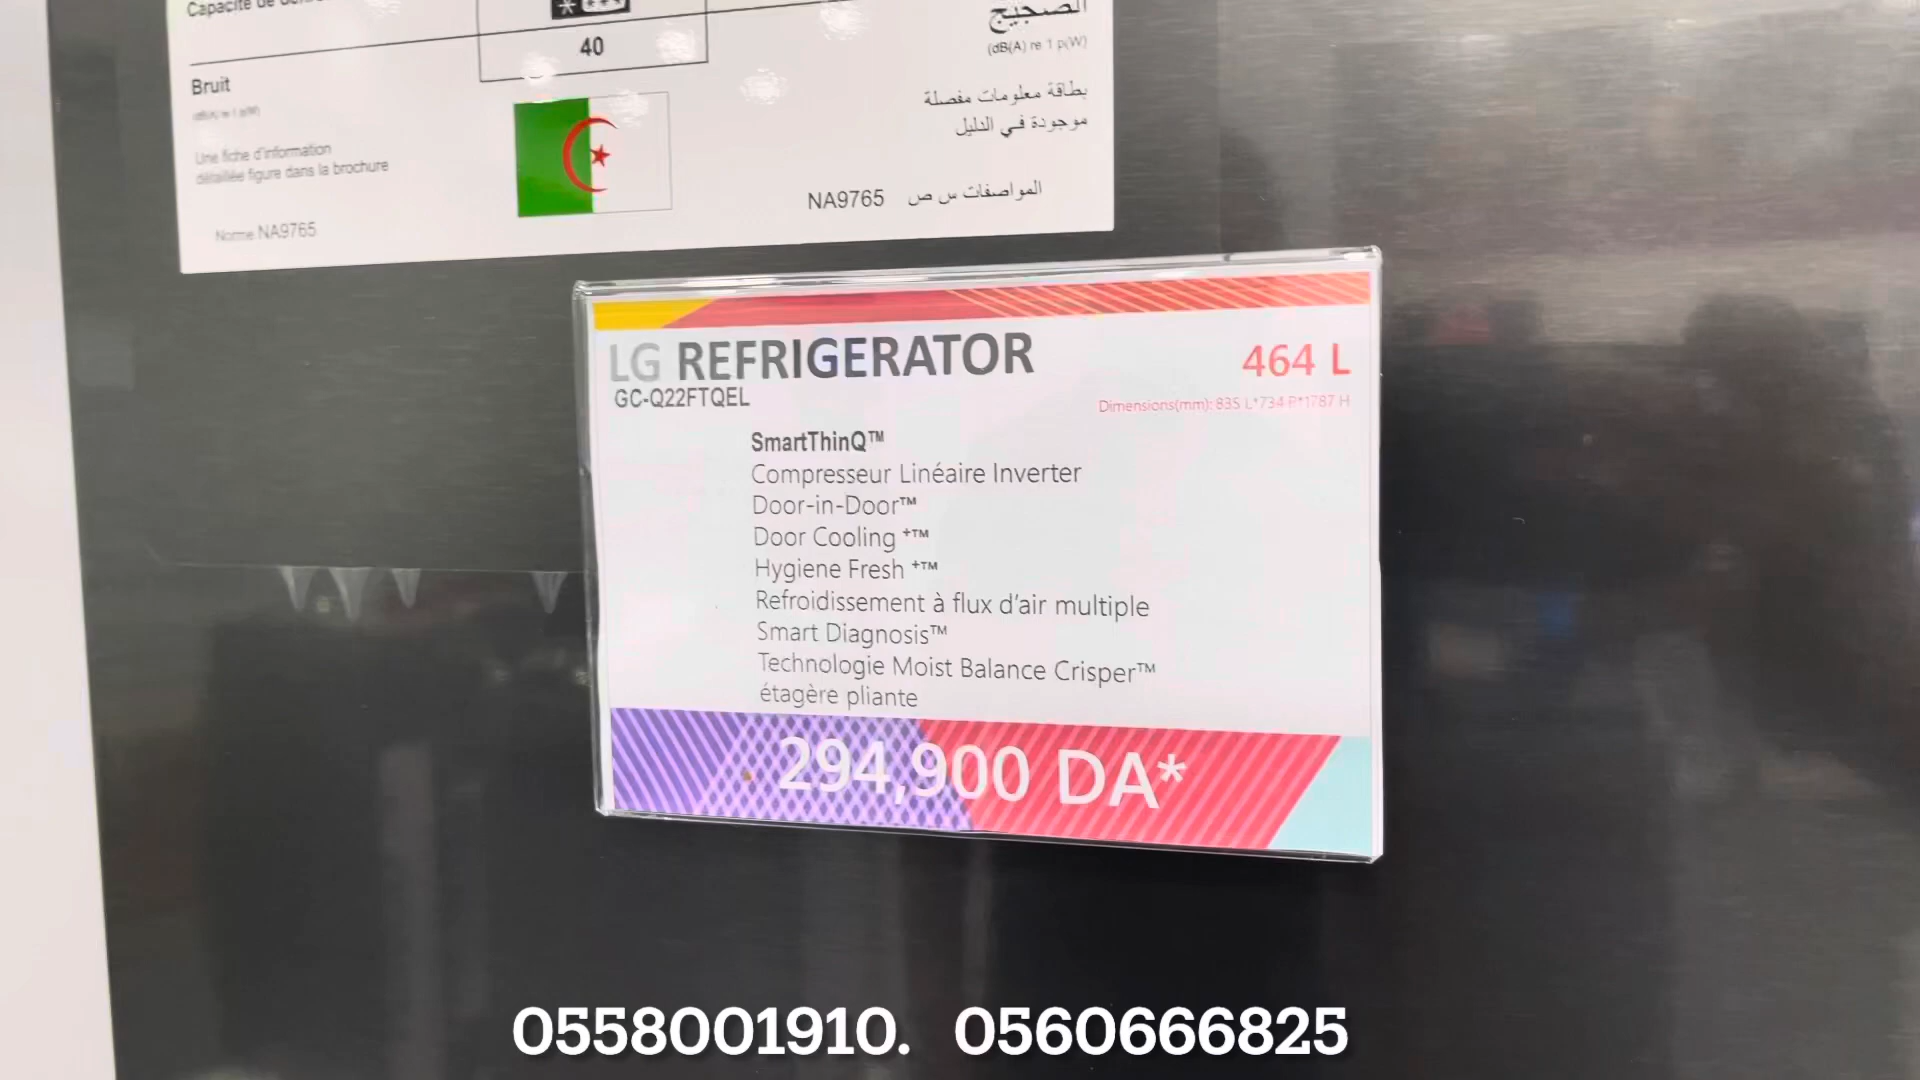 Capacité de
40
الضجيج
Bruit
(dB(A) re 1 p(W)
بطاقة معلومات مفصلة
موجودة في الدليل
Une fiche d'information
détaillée figure dans la brochure
NA9765 المواصفات س ص
Norme NA9765
LG REFRIGERATOR
464 L
GC-Q22FTQEL
Dimensions(mm): 835 L*734 P*1787 H
SmartThinQ™
Compresseur Linéaire Inverter
Door-in-Door™
Door Cooling +™
Hygiene Fresh +™
Refroidissement à flux d'air multiple
Smart Diagnosis™
Technologie Moist Balance Crisper™
étagère pliante
294,900 DA*
0558001910. 0560666825